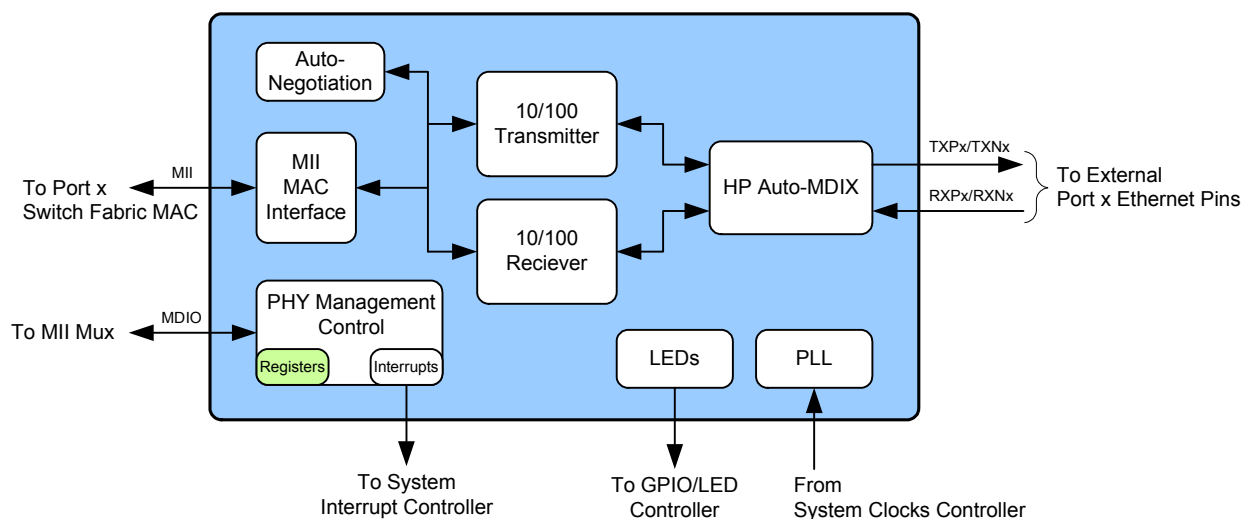 Auto-
Negotiation
10/100
Transmitter
MII
MAC
Interface
MII
To Port x
Switch Fabric MAC
HP Auto-MDIX
TXPx/TXNx
RXPx/RXNx
To External
Port x Ethernet Pins
10/100
Reciever
PHY Management
Control
Registers
Interrupts
MDIO
To MII Mux
LEDs
PLL
To System
Interrupt Controller
To GPIO/LED
Controller
From
System Clocks Controller